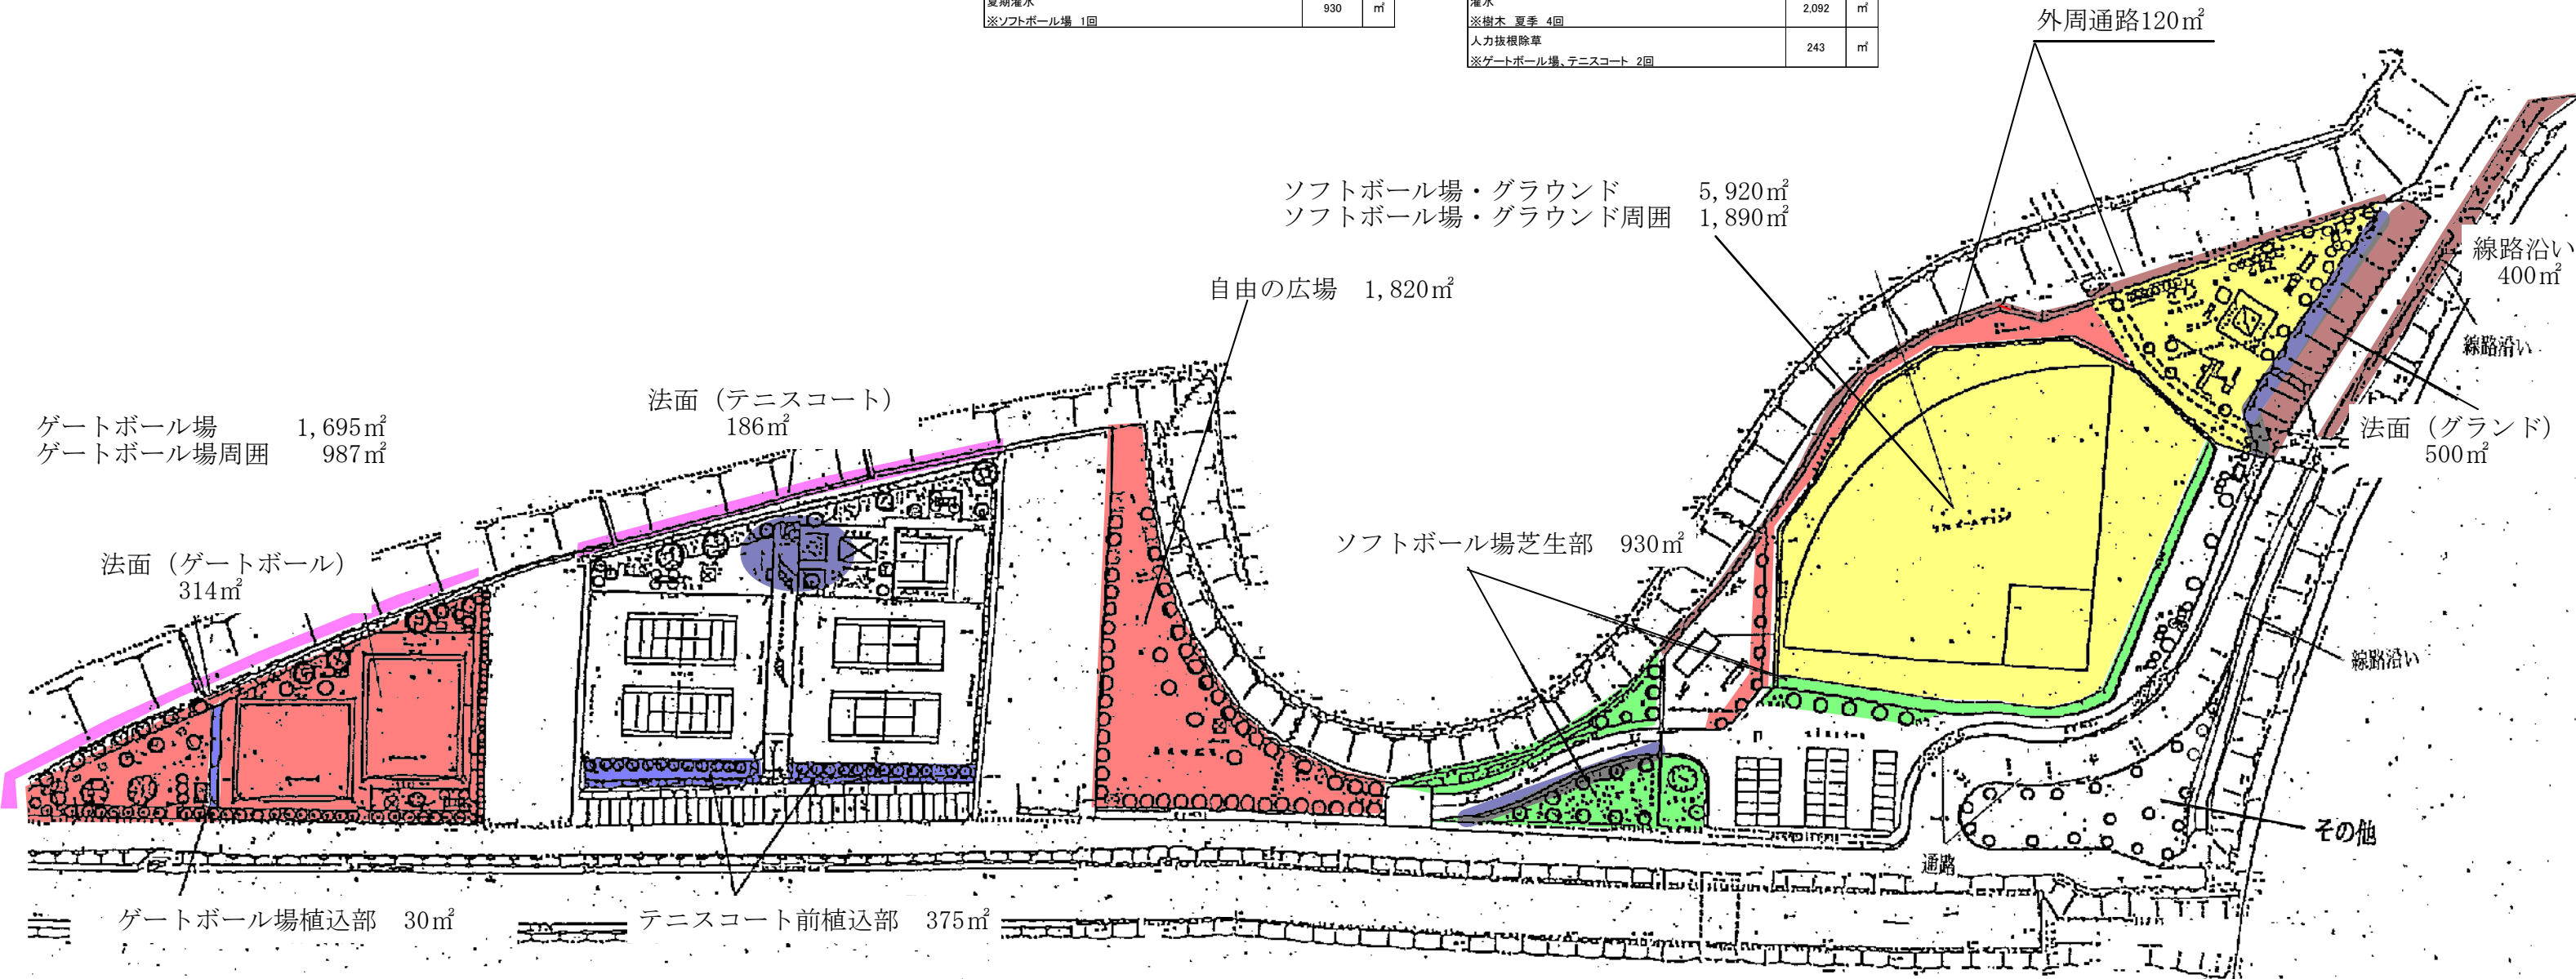 夏期灌水
※ソフトボール場 1回 930 ㎡
灌水
※樹木 夏季 4回 2,092 ㎡
人力抜根除草
※ゲートボール場、テニスコート 2回 243 ㎡
外周通路120㎡
ソフトボール場・グラウンド 5,920㎡
ソフトボール場・グラウンド周囲 1,890㎡
線路沿い
400㎡
自由の広場 1,820㎡
線路沿い
法面（テニスコート）
186㎡
ゲートボール場 1,695㎡
ゲートボール場周囲 987㎡
法面（グランド）
500㎡
ソフトボール場芝生部 930㎡
法面（ゲートボール）
314㎡
線路沿い
その他
通路
ゲートボール場植込部 30㎡
テニスコート前植込部 375㎡